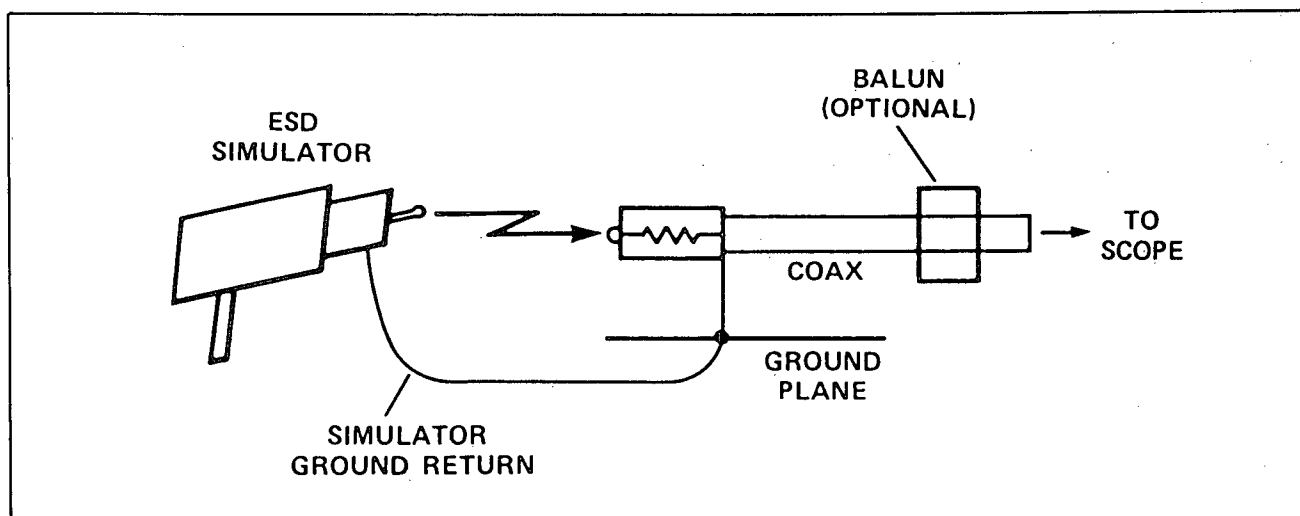 ESD
SIMULATOR
BALUN
(OPTIONAL)
TO
SCOPE
COAX
GROUND
PLANE
SIMULATOR
GROUND RETURN